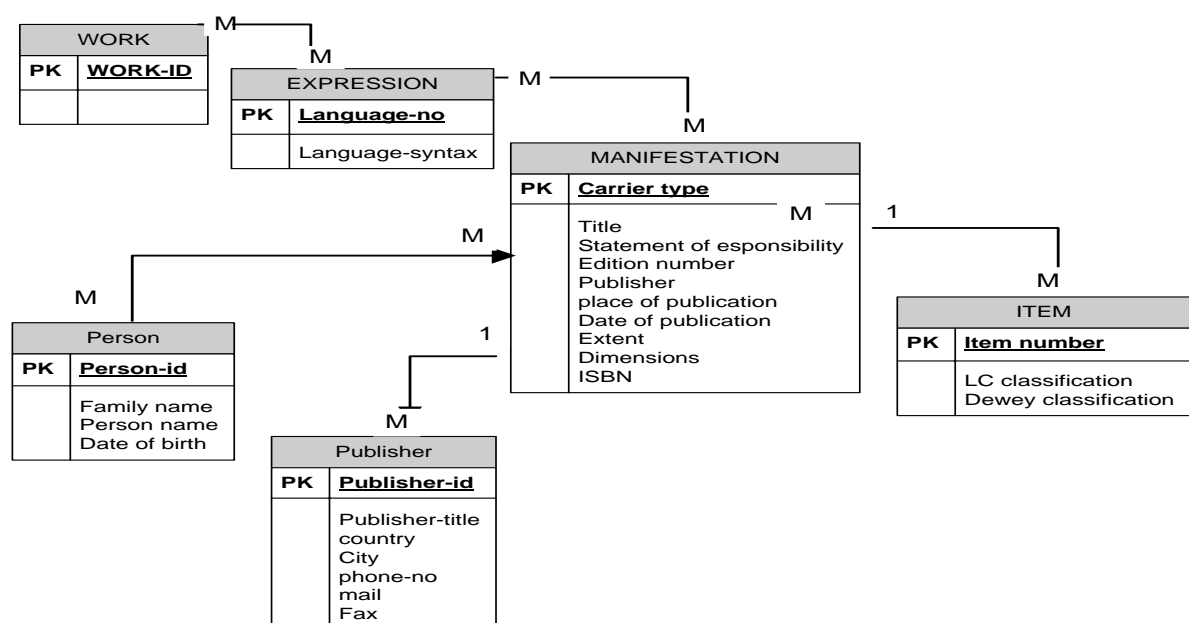 M
WORK
PK WORK-ID
M
EXPRESSION
PK Language-no
Language-syntax
M
M
MANIFESTATION
PK Carrier type
M
Title
Statement of esponsibility
Edition number
Publisher
place of publication
Date of publication
Extent
Dimensions
ISBN
1
M
ITEM
PK Item number
LC classification
Dewey classification
M
M
Person
PK Person-id
Family name
Person name
Date of birth
1
M
Publisher
PK Publisher-id
Publisher-title
country
City
phone-no
mail
Fax